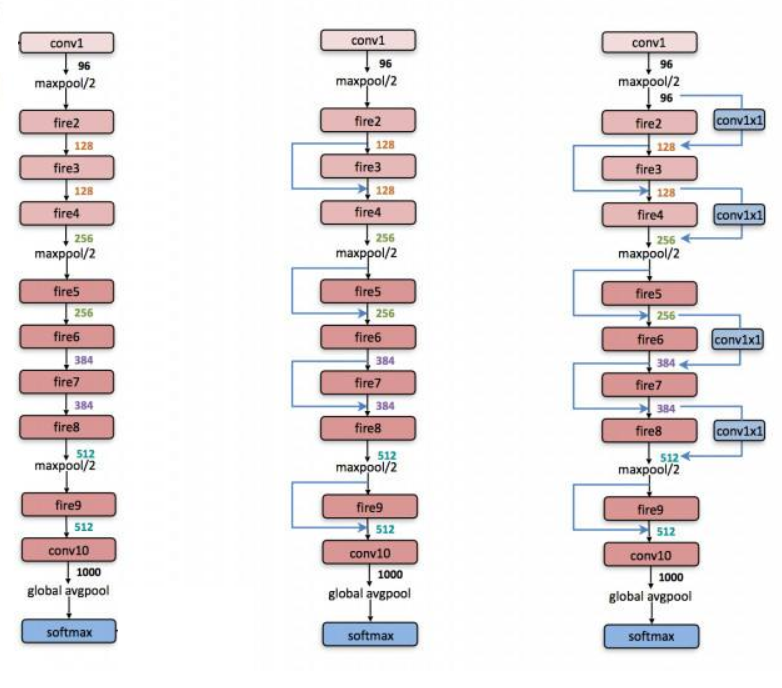 conv1
96
maxpool/2
fire2
128
fire3
128
fire4
256
maxpool/2
fire5
256
fire6
384
fire7
384
fire8
512
maxpool/2
fire9
512
conv10
1000
global avgpool
softmax
conv1
96
maxpool/2
fire2
128
fire3
128
fire4
256
maxpool/2
fire5
256
fire6
384
fire7
384
fire8
512
maxpool/2
fire9
512
conv10
1000
global avgpool
softmax
conv1
96
maxpool/2
96
fire2
conv1x1
128
fire3
128
fire4
conv1x1
256
maxpool/2
fire5
256
fire6
conv1x1
384
fire7
384
fire8
conv1x1
512
maxpool/2
fire9
512
conv10
1000
global avgpool
softmax